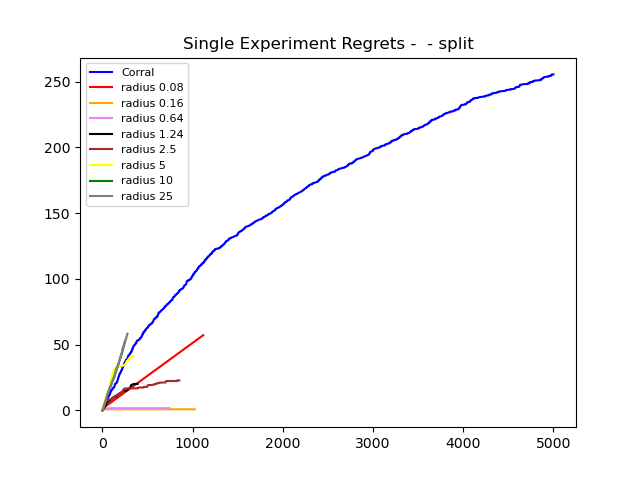 Single Experiment Regrets -  - split
250
200
150
100
50
0
Corral
radius 0.08
radius 0.16
radius 0.64
radius 1.24
radius 2.5
radius 5
radius 10
radius 25
0 1000 2000 3000 4000 5000